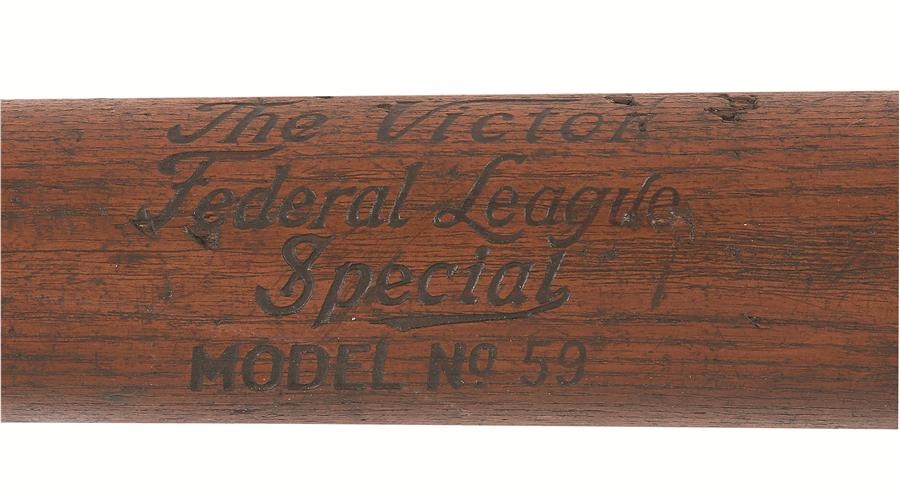 The Victor
Federal League
Special
MODEL No 59